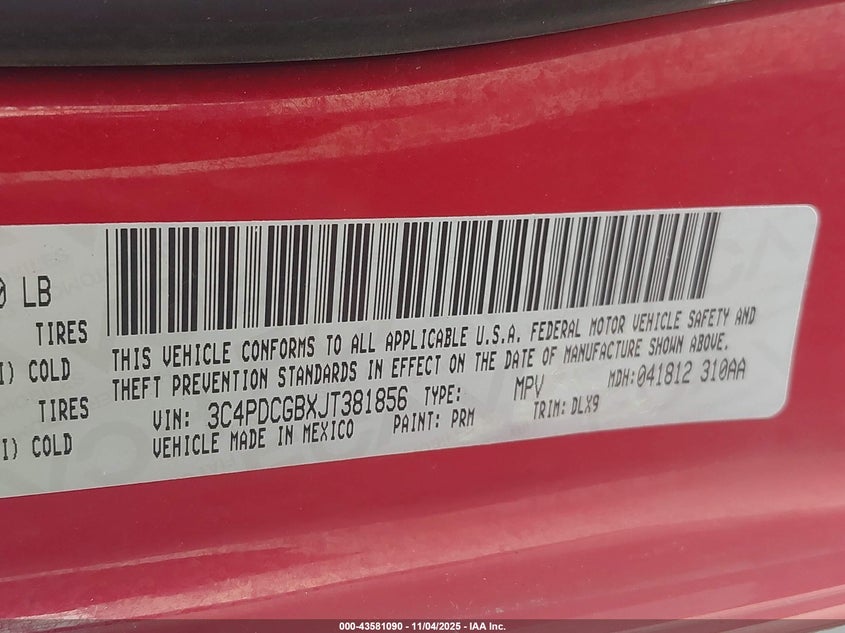 0 LB
TIRES
I) COLD
TIRES
I) COLD
THIS VEHICLE CONFORMS TO ALL APPLICABLE U.S.A. FEDERAL MOTOR VEHICLE SAFETY AND
THEFT PREVENTION STANDARDS IN EFFECT ON THE DATE OF MANUFACTURE SHOWN ABOVE.
VIN: 3C4PDCGBXJT381856 TYPE: MPV MDH:041812 310AA
VEHICLE MADE IN MEXICO PAINT: PRM TRIM: DLX9
000-43581090 - 11/04/2025 - IAA Inc.